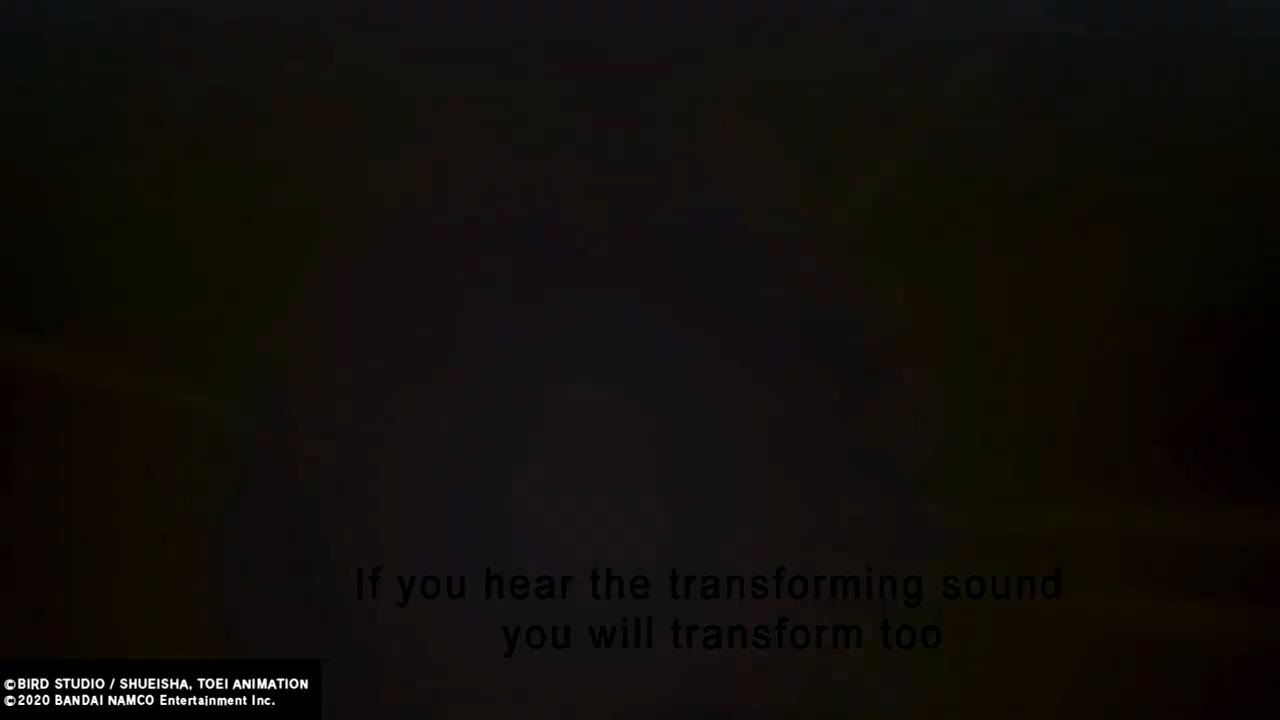 If you hear the transforming sound
you will transform too
©BIRD STUDIO / SHUEISHA, TOEI ANIMATION
©2020 BANDAI NAMCO Entertainment Inc.